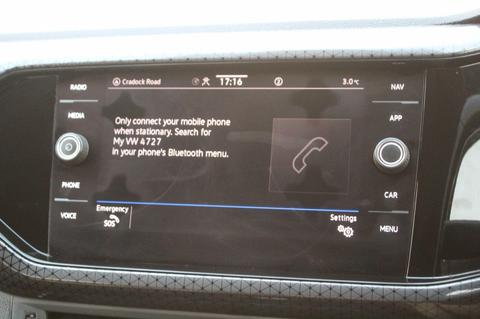 RADIO
MEDIA
PHONE
VOICE
Cradock Road
17:16
2
3.0°C
Only connect your mobile phone
when stationary. Search for
My VW 4727
in your phone's Bluetooth menu.
Emergency
SOS
Settings
NAV
APP
CAR
MENU